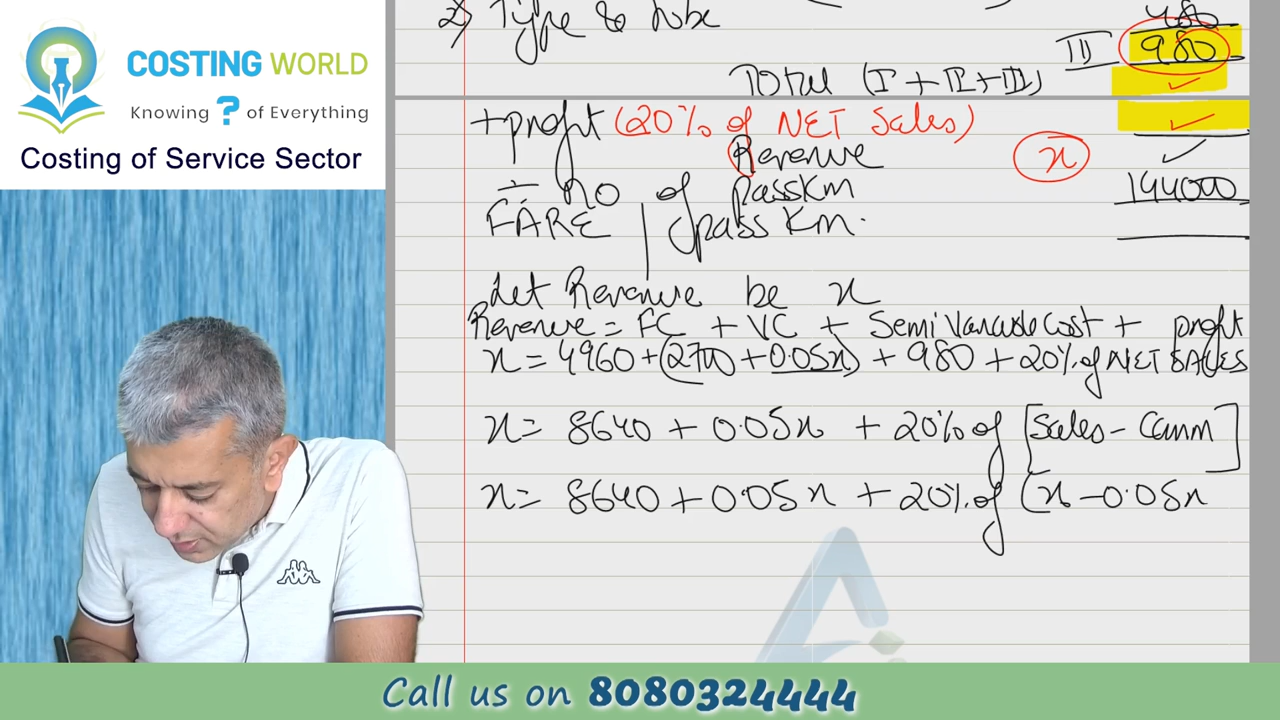 COSTING WORLD
Knowing ? of Everything
Costing of Service Sector
2) Type & tube
480
III 980
Total (I + II + III)
+ profit (20% of NET Sales)
Revenue x
÷ no of passKm 144000
FARE | pass Km.
Let Revenue be x
Revenue = FC + VC + Semi Variable Cost + profit
x = 4960 + (2700 + 0.05x) + 980 + 20% of NET SALES
x = 8640 + 0.05x + 20% of [Sales - Comm]
x = 8640 + 0.05x + 20% of (x - 0.05x
Call us on 8080324444